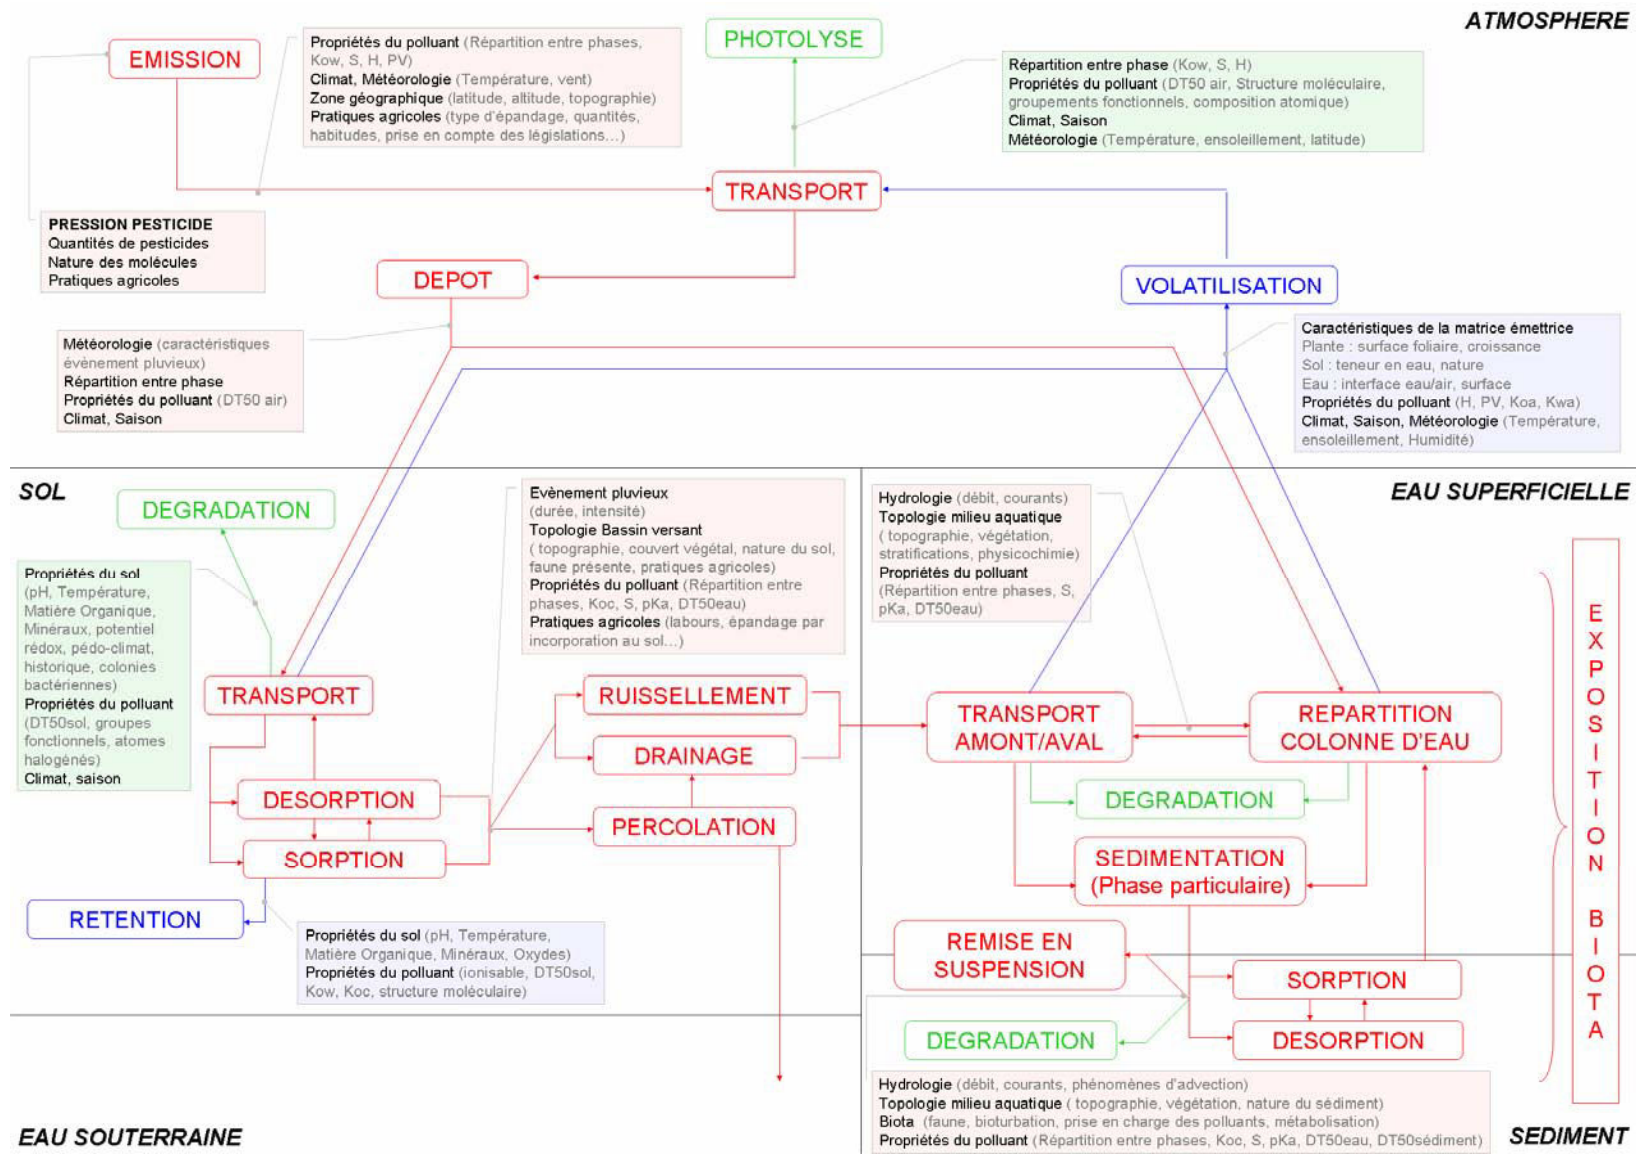 ATMOSPHERE
EMISSION
Propriétés du polluant (Répartition entre phases,
Kow, S, H, PV)
Climat, Météorologie (Température, vent)
Zone géographique (latitude, altitude, topographie)
Pratiques agricoles (type d'épandage, quantités,
habitudes, prise en compte des législations...)
PHOTOLYSE
Répartition entre phase (Kow, S, H)
Propriétés du polluant (DT50 air, Structure moléculaire,
groupements fonctionnels, composition atomique)
Climat, Saison
Météorologie (Température, ensoleillement, latitude)
TRANSPORT
PRESSION PESTICIDE
Quantités de pesticides
Nature des molécules
Pratiques agricoles
DEPOT
VOLATILISATION
Météorologie (caractéristiques
évènement pluvieux)
Répartition entre phase
Propriétés du polluant (DT50 air)
Climat, Saison
Caractéristiques de la matrice émettrice
Plante : surface foliaire, croissance
Sol : teneur en eau, nature
Eau : interface eau/air, surface
Propriétés du polluant (H, PV, Koa, Kwa)
Climat, Saison, Météorologie (Température,
ensoleillement, Humidité)
SOL
DEGRADATION
Propriétés du sol
(pH, Température,
Matière Organique,
Minéraux, potentiel
rédox, pédo-climat,
historique, colonies
bactériennes)
Propriétés du polluant
(DT50sol, groupes
fonctionnels, atomes
halogénés)
Climat, saison
Evènement pluvieux
(durée, intensité)
Topologie Bassin versant
( topographie, couvert végétal, nature du sol,
faune présente, pratiques agricoles)
Propriétés du polluant (Répartition entre
phases, Koc, S, pKa, DT50eau)
Pratiques agricoles (labours, épandage par
incorporation au sol...)
TRANSPORT
RUISSELLEMENT
DRAINAGE
DESORPTION
PERCOLATION
SORPTION
RETENTION
Propriétés du sol (pH, Température,
Matière Organique, Minéraux, Oxydes)
Propriétés du polluant (ionisable, DT50sol,
Kow, Koc, structure moléculaire)
EAU SUPERFICIELLE
Hydrologie (débit, courants)
Topologie milieu aquatique
( topographie, végétation,
stratifications, physicochimie)
Propriétés du polluant
(Répartition entre phases, S,
pKa, DT50eau)
TRANSPORT
AMONT/AVAL
REPARTITION
COLONNE D'EAU
DEGRADATION
SEDIMENTATION
(Phase particulaire)
REMISE EN
SUSPENSION
SORPTION
DEGRADATION
DESORPTION
EXPOSITION BIOTA
Hydrologie (débit, courants, phénomènes d'advection)
Topologie milieu aquatique ( topographie, végétation, nature du sédiment)
Biota (faune, bioturbation, prise en charge des polluants, métabolisation)
Propriétés du polluant (Répartition entre phases, Koc, S, pKa, DT50eau, DT50sédiment)
EAU SOUTERRAINE
SEDIMENT